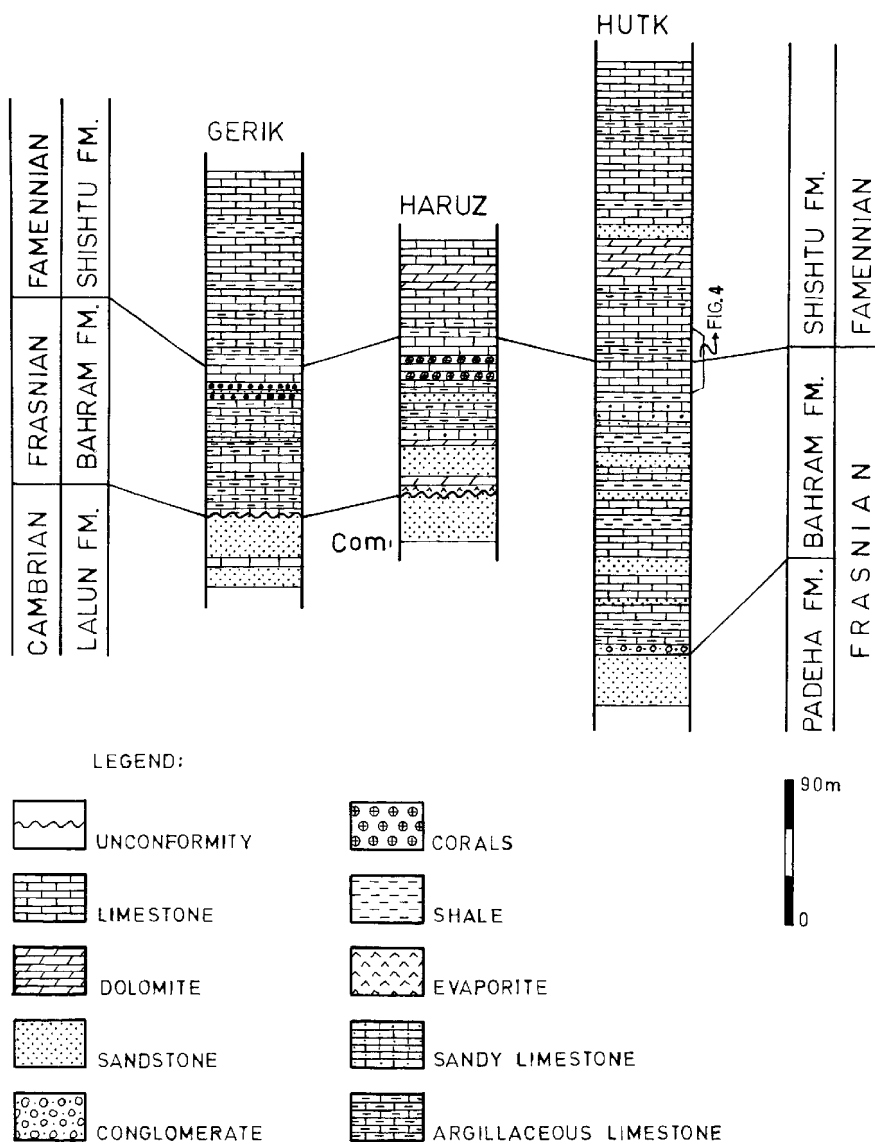 HUTK
GERIK
HARUZ
FAMENNIAN
SHISHTU FM.
FRASNIAN
BAHRAM FM.
CAMBRIAN
LALUN FM.
FIG. 4
SHISHTU FM.
FAMENNIAN
BAHRAM FM.
PADEHA FM.
FRASNIAN
LEGEND:
UNCONFORMITY
LIMESTONE
DOLOMITE
SANDSTONE
CONGLOMERATE
CORALS
SHALE
EVAPORITE
SANDY LIMESTONE
ARGILLACEOUS LIMESTONE
90m
0